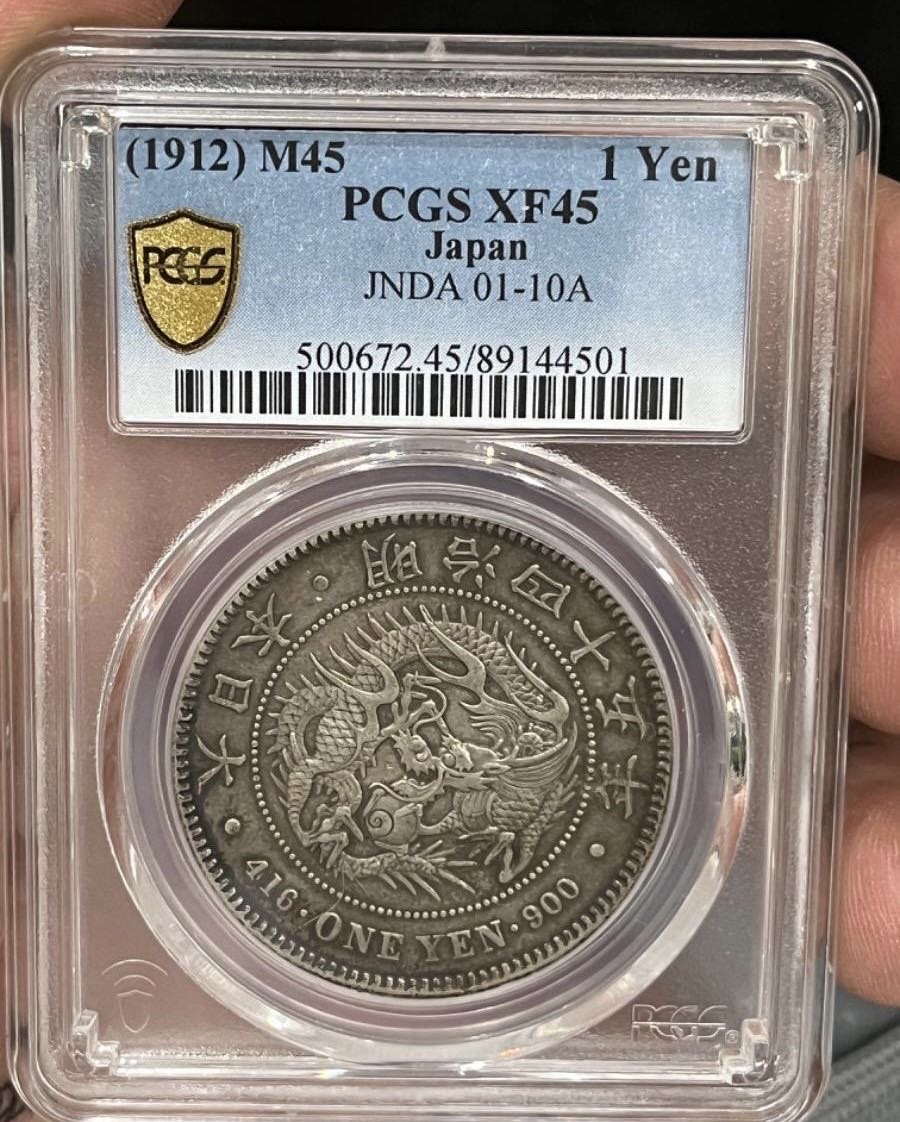 (1912) M45 1 Yen
PCGS XF45
Japan
JNDA 01-10A
PCGS
500672.45/89144501
大日本 · 明治四十五年
· 416 · ONE YEN · 900 ·
PCGS